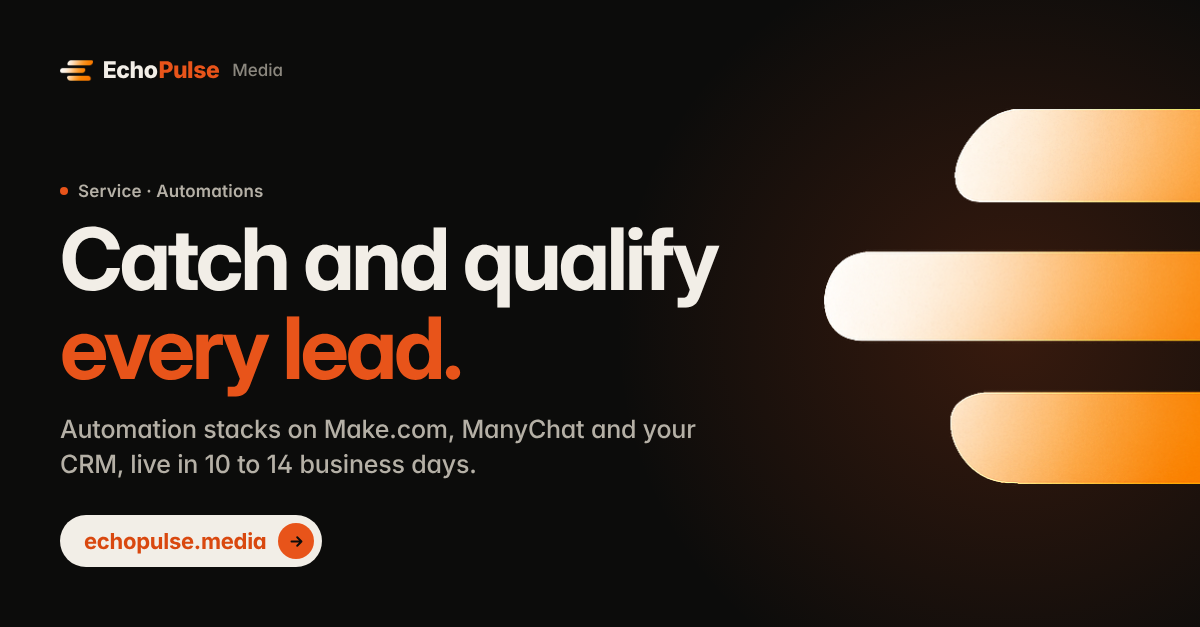 EchoPulse Media
Service · Automations
Catch and qualify
every lead.
Automation stacks on Make.com, ManyChat and your
CRM, live in 10 to 14 business days.
echopulse.media →